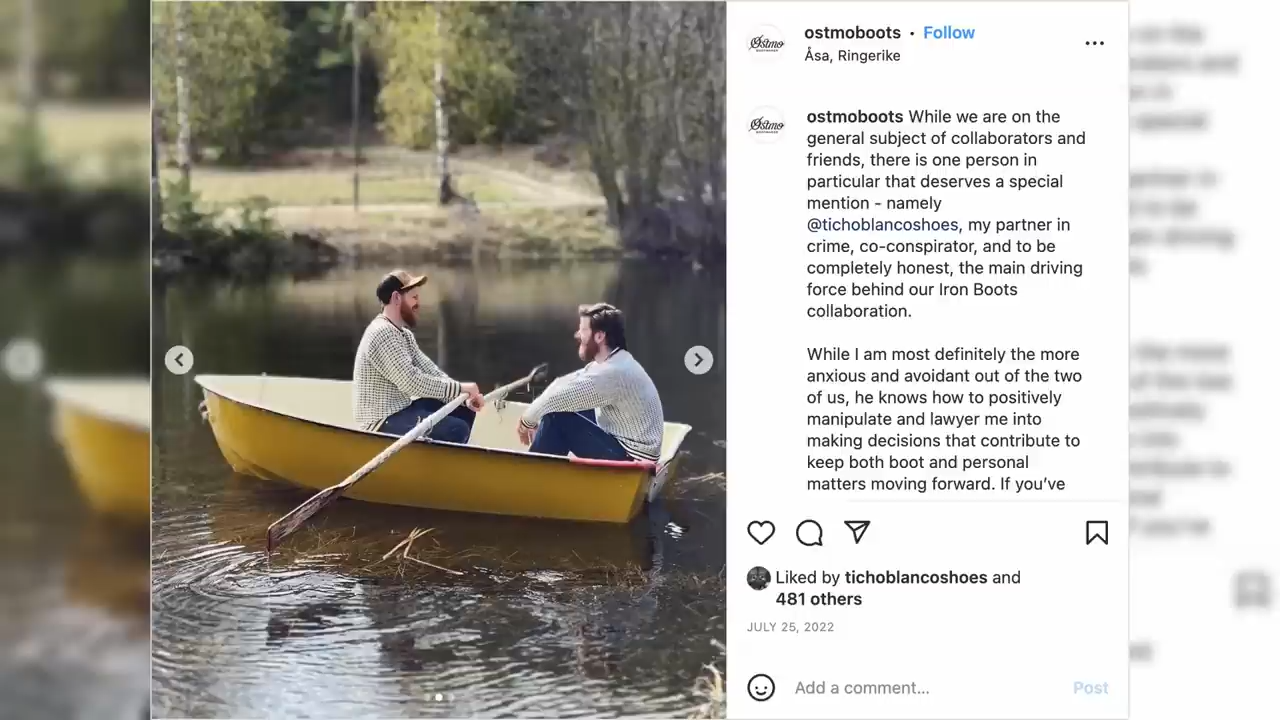 ostmoboots • Follow
Åsa, Ringerike
Østmo
ostmoboots While we are on the
general subject of collaborators and
friends, there is one person in
particular that deserves a special
mention - namely
@tichoblancoshoes, my partner in
crime, co-conspirator, and to be
completely honest, the main driving
force behind our Iron Boots
collaboration.
While I am most definitely the more
anxious and avoidant out of the two
of us, he knows how to positively
manipulate and lawyer me into
making decisions that contribute to
keep both boot and personal
matters moving forward. If you’ve
Østmo
Liked by tichoblancoshoes and
481 others
JULY 25, 2022
Add a comment...
Post